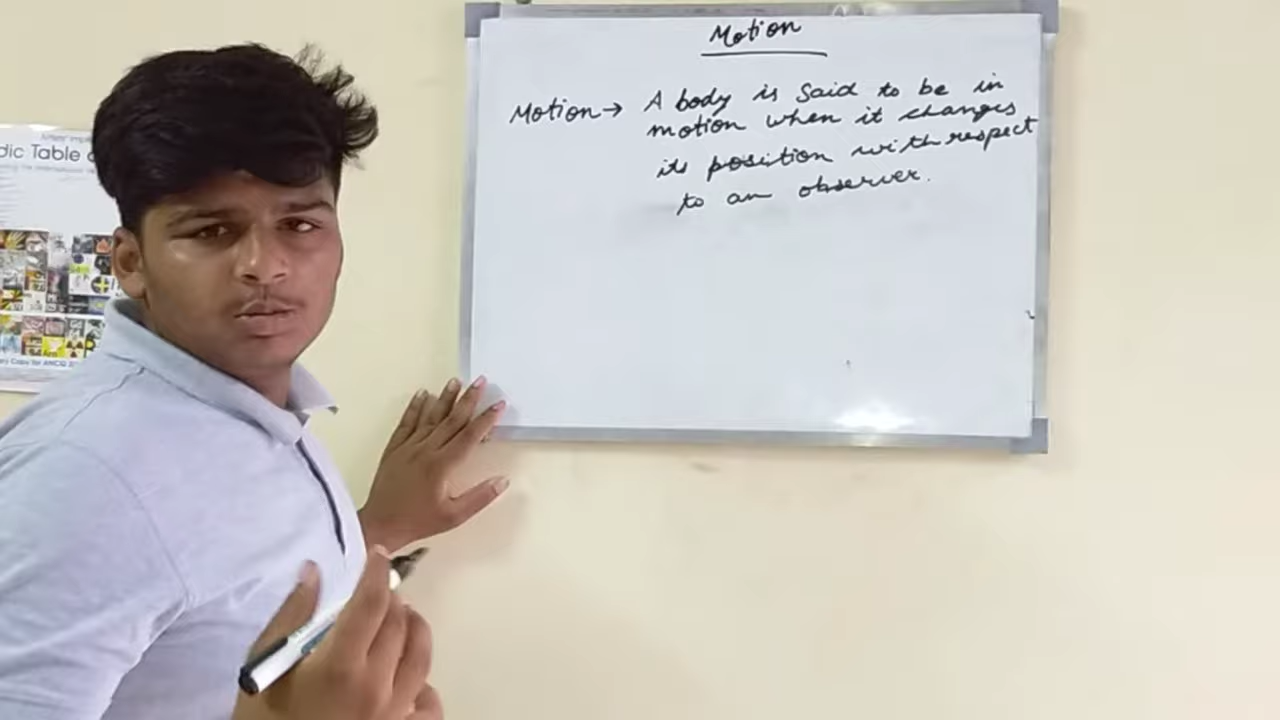 Motion
Motion → A body is said to be in
motion when it changes
its position with respect
to an observer.
dic Table